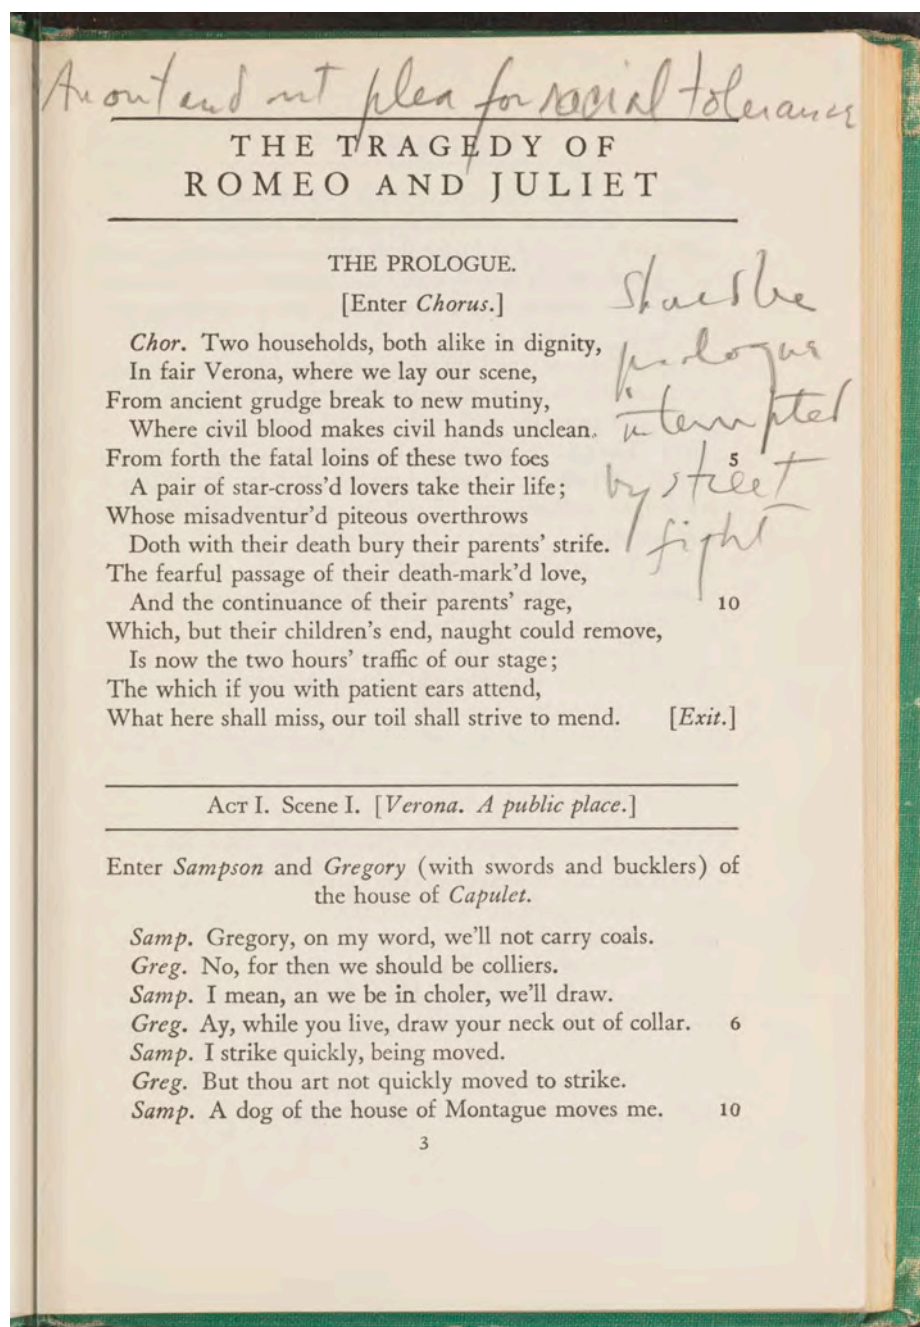 An out and out plea for racial tolerance
THE TRAGEDY OF
ROMEO AND JULIET
THE PROLOGUE.
[Enter Chorus.]
Chor. Two households, both alike in dignity,
In fair Verona, where we lay our scene,
From ancient grudge break to new mutiny,
Where civil blood makes civil hands unclean.
From forth the fatal loins of these two foes 5
A pair of star-cross'd lovers take their life;
Whose misadventur'd piteous overthrows
Doth with their death bury their parents' strife.
The fearful passage of their death-mark'd love,
And the continuance of their parents' rage, 10
Which, but their children's end, naught could remove,
Is now the two hours' traffic of our stage;
The which if you with patient ears attend,
What here shall miss, our toil shall strive to mend. [Exit.]
Should be
prologue
interrupted
by street
fight
ACT I. Scene I. [Verona. A public place.]
Enter Sampson and Gregory (with swords and bucklers) of
the house of Capulet.
Samp. Gregory, on my word, we'll not carry coals.
Greg. No, for then we should be colliers.
Samp. I mean, an we be in choler, we'll draw.
Greg. Ay, while you live, draw your neck out of collar. 6
Samp. I strike quickly, being moved.
Greg. But thou art not quickly moved to strike.
Samp. A dog of the house of Montague moves me. 10
3